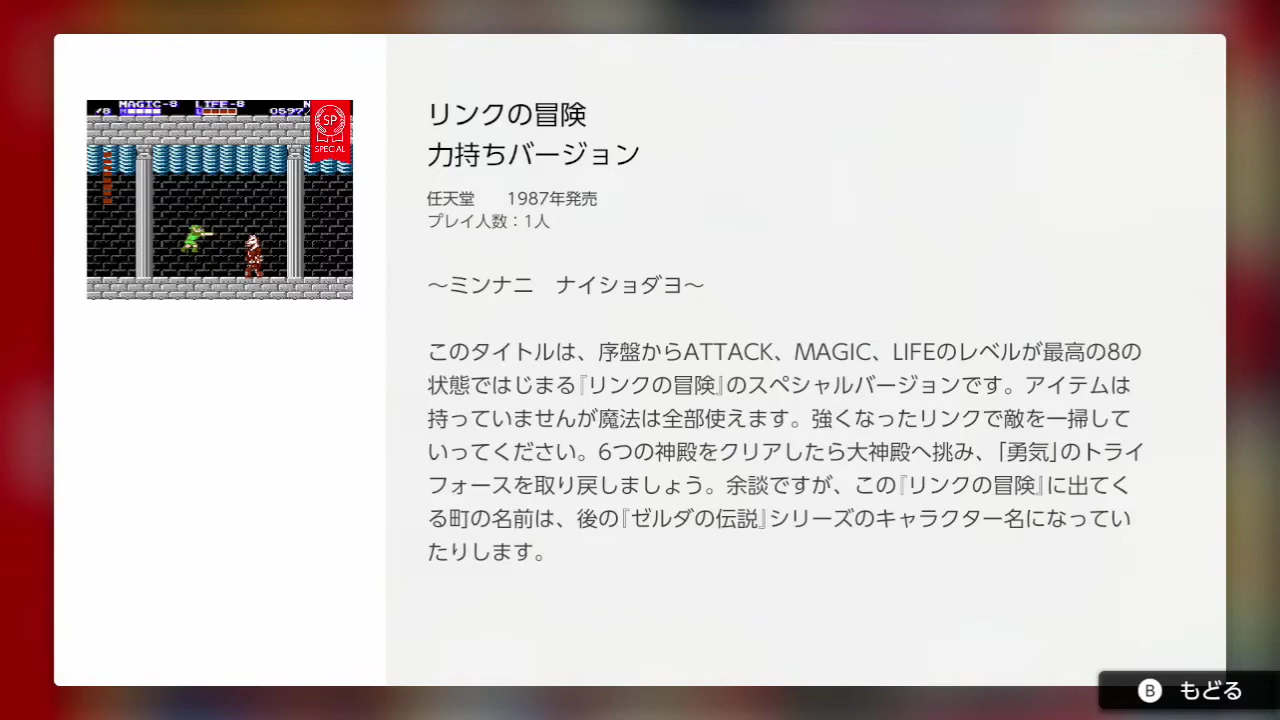 MAGIC-8 LIFE-8
/8
0597/
SP
SPECIAL
リンクの冒険
力持ちバージョン
任天堂　1987年発売
プレイ人数：1人
～ミンナニ　ナイショダヨ～
このタイトルは、序盤からATTACK、MAGIC、LIFEのレベルが最高の8の
状態ではじまる『リンクの冒険』のスペシャルバージョンです。アイテムは
持っていませんが魔法は全部使えます。強くなったリンクで敵を一掃して
いってください。6つの神殿をクリアしたら大神殿へ挑み、「勇気」のトライ
フォースを取り戻しましょう。余談ですが、この『リンクの冒険』に出てく
る町の名前は、後の『ゼルダの伝説』シリーズのキャラクター名になってい
たりします。
B もどる